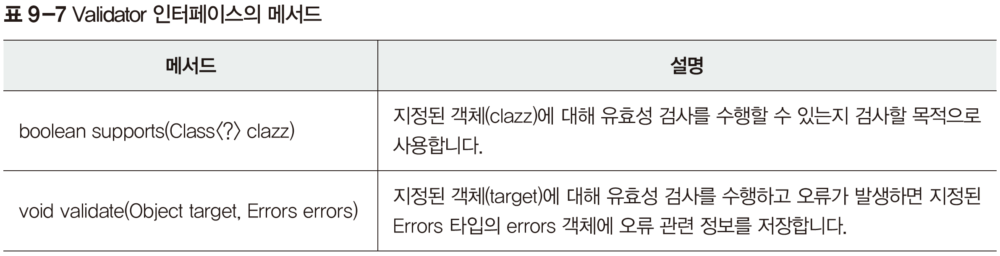 표 9-7 Validator 인터페이스의 메서드
메서드
설명
boolean supports(Class〈?〉 clazz)
지정된 객체(clazz)에 대해 유효성 검사를 수행할 수 있는지 검사할 목적으로
사용합니다.
void validate(Object target, Errors errors)
지정된 객체(target)에 대해 유효성 검사를 수행하고 오류가 발생하면 지정된
Errors 타입의 errors 객체에 오류 관련 정보를 저장합니다.